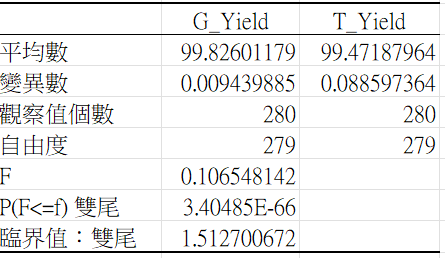 G_Yield T_Yield
平均數 99.82601179 99.47187964
變異數 0.009439885 0.088597364
觀察值個數 280 280
自由度 279 279
F 0.106548142
P(F<=f) 雙尾 3.40485E-66
臨界值：雙尾 1.512700672